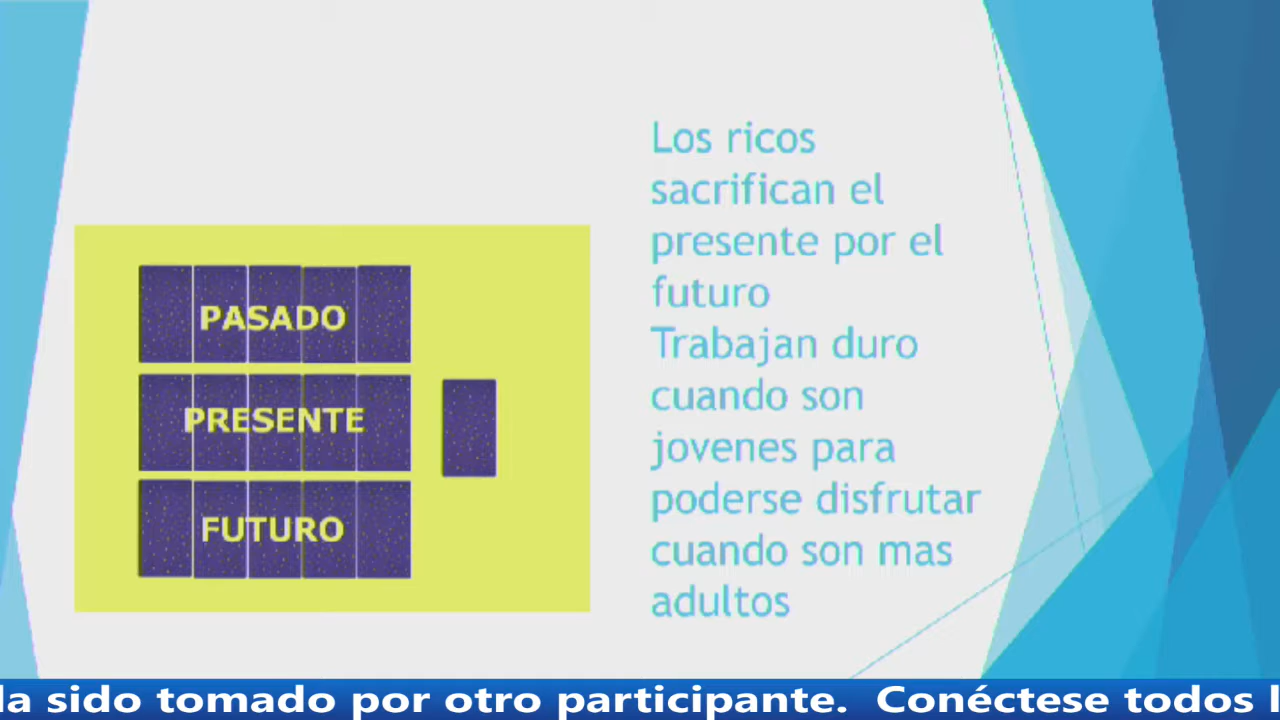 PASADO
PRESENTE
FUTURO
Los ricos
sacrifican el
presente por el
futuro
Trabajan duro
cuando son
jovenes para
poderse disfrutar
cuando son mas
adultos
sido tomado por otro participante. Conéctese todos